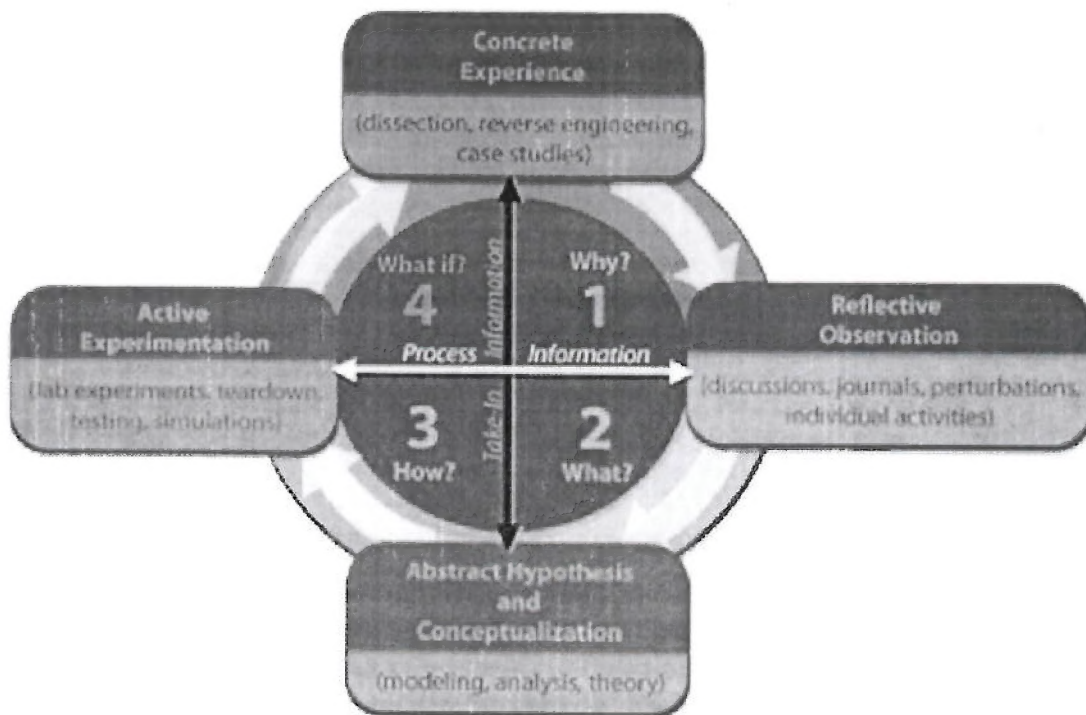 Concrete
Experience
(dissection, reverse engineering,
case studies)
What if?
4
Why?
1
Active
Experimentation
(lab experiments, teardown,
testing, simulations)
Reflective
Observation
(discussions, journals, perturbations,
individual activities)
Process Information
Take-In Information
3
How?
2
What?
Abstract Hypothesis
and
Conceptualization
(modeling, analysis, theory)